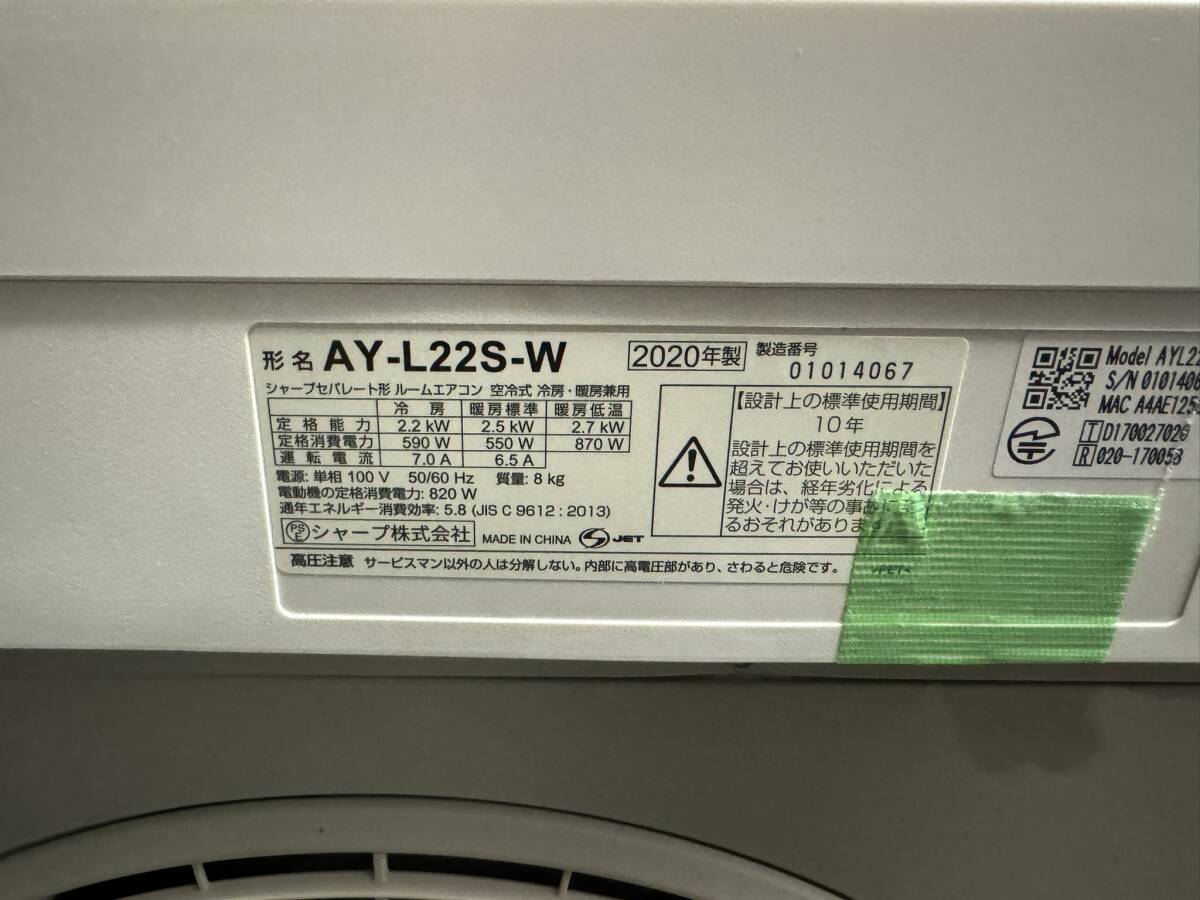 形名 AY-L22S-W 2020年製 製造番号 01014067
シャープセパレート形 ルームエアコン 空冷式 冷房・暖房兼用
冷房 暖房標準 暖房低温
定格能力 2.2 kW 2.5 kW 2.7 kW
定格消費電力 590 W 550 W 870 W
運転電流 7.0 A 6.5 A
電源: 単相 100 V 50/60 Hz 質量: 8 kg
電動機の定格消費電力: 820 W
通年エネルギー消費効率: 5.8 (JIS C 9612 : 2013)
PSE シャープ株式会社 MADE IN CHINA JET
【設計上の標準使用期間】
10年
設計上の標準使用期間を
超えてお使いいただいた
場合は、経年劣化による
発火・けが等の事故に
るおそれがあります
高圧注意 サービスマン以外の人は分解しない。内部に高電圧部があり、さわると危険です。
>PET<
Model AYL22
S/N 0101406
MAC A4AE125
T D170027020
R 020-170053